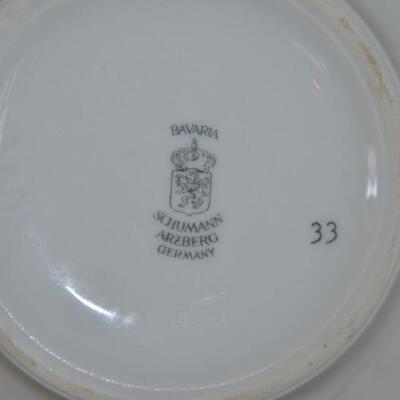 BAVARIA
SCHUMANN
ARZBERG
GERMANY
33